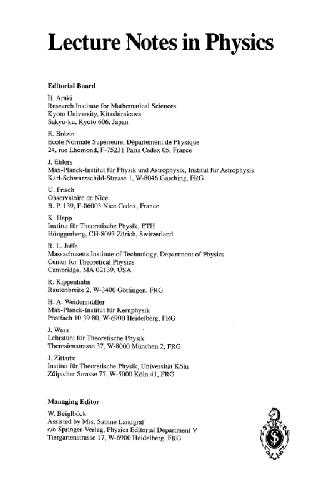 Lecture Notes in Physics
Editorial Board
H. Araki
Research Institute for Mathematical Sciences
Kyoto University, Kitashirakawa
Sakyo-ku, Kyoto 606, Japan
E. Brézin
Ecole Normale Supérieure, Département de Physique
24, rue Lhomond, F-75231 Paris Cedex 05, France
J. Ehlers
Max-Planck-Institut für Physik und Astrophysik, Institut für Astrophysik
Karl-Schwarzschild-Strasse 1, W-8046 Garching, FRG
U. Frisch
Observatoire de Nice
B. P. 139, F-06003 Nice Cedex, France
K. Hepp
Institut für Theoretische Physik, ETH
Hönggerberg, CH-8093 Zürich, Switzerland
R. L. Jaffe
Massachusetts Institute of Technology, Department of Physics
Center for Theoretical Physics
Cambridge, MA 02139, USA
R. Kippenhahn
Rautenbreite 2, W-3400 Göttingen, FRG
H. A. Weidenmüller
Max-Planck-Institut für Kernphysik
Postfach 10 39 80, W-6900 Heidelberg, FRG
J. Wess
Lehrstuhl für Theoretische Physik
Theresienstrasse 37, W-8000 München 2, FRG
J. Zittartz
Institut für Theoretische Physik, Universität Köln
Zülpicher Strasse 77, W-5000 Köln 41, FRG
Managing Editor
W. Beiglböck
Assisted by Mrs. Sabine Landgraf
c/o Springer-Verlag, Physics Editorial Department V
Tiergartenstrasse 17, W-6900 Heidelberg, FRG